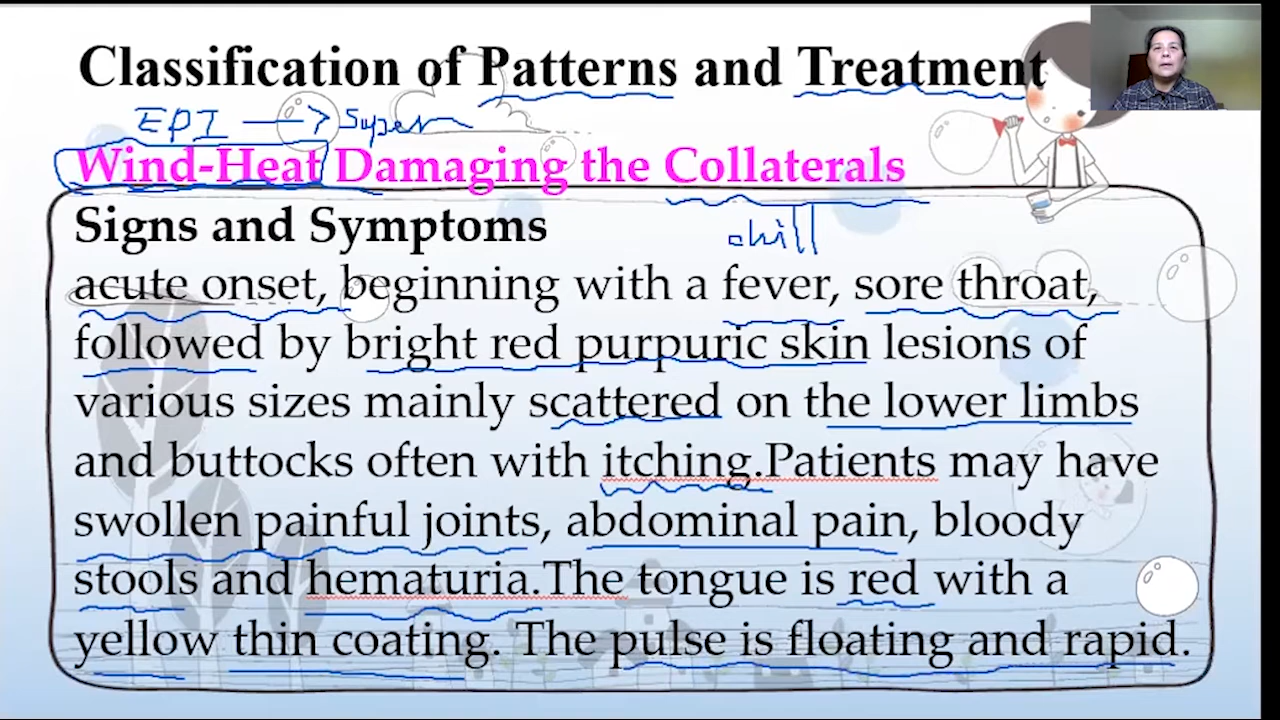 Classification of Patterns and Treatment
EPI → Super
Wind-Heat Damaging the Collaterals
Signs and Symptoms
chill
acute onset, beginning with a fever, sore throat,
followed by bright red purpuric skin lesions of
various sizes mainly scattered on the lower limbs
and buttocks often with itching.Patients may have
swollen painful joints, abdominal pain, bloody
stools and hematuria.The tongue is red with a
yellow thin coating. The pulse is floating and rapid.